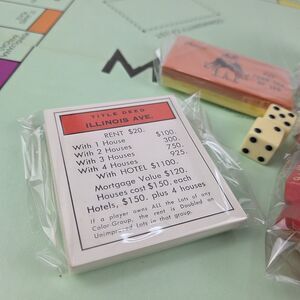 TITLE DEED
ILLINOIS AVE.
RENT $20.
With 1 House $100.
With 2 Houses 300.
With 3 Houses 750.
With 4 Houses 925.
With HOTEL $1100.
Mortgage Value $120.
Houses cost $150. each
Hotels, $150. plus 4 houses
If a player owns ALL the Lots of any
Color-Group, the rent is Doubled on
Unimproved Lots in that group.
M